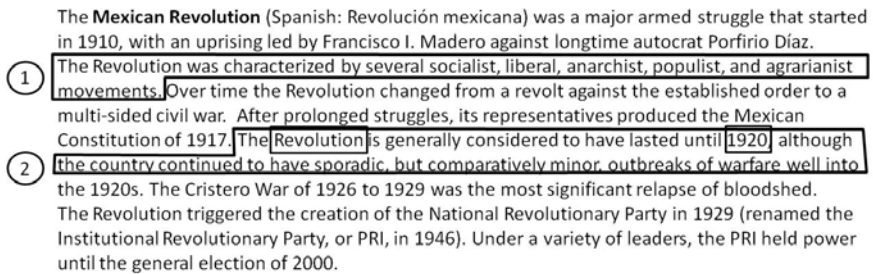 The Mexican Revolution (Spanish: Revolución mexicana) was a major armed struggle that started
in 1910, with an uprising led by Francisco I. Madero against longtime autocrat Porfirio Díaz.
1 The Revolution was characterized by several socialist, liberal, anarchist, populist, and agrarianist
movements. Over time the Revolution changed from a revolt against the established order to a
multi-sided civil war. After prolonged struggles, its representatives produced the Mexican
Constitution of 1917. The Revolution is generally considered to have lasted until 1920, although
2 the country continued to have sporadic, but comparatively minor, outbreaks of warfare well into
the 1920s. The Cristero War of 1926 to 1929 was the most significant relapse of bloodshed.
The Revolution triggered the creation of the National Revolutionary Party in 1929 (renamed the
Institutional Revolutionary Party, or PRI, in 1946). Under a variety of leaders, the PRI held power
until the general election of 2000.